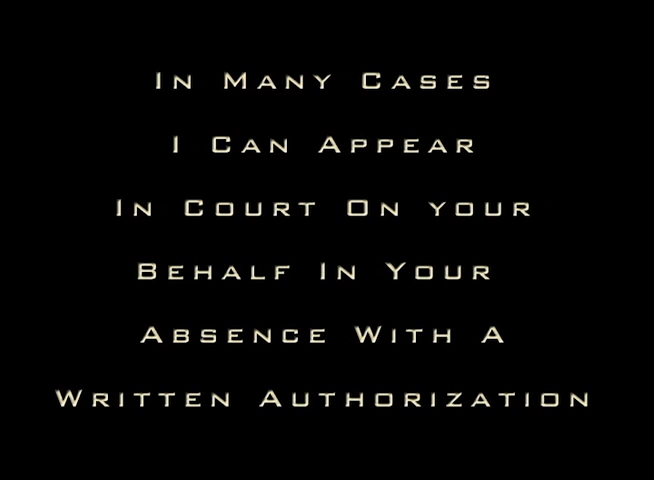 In Many Cases
I Can Appear
In Court On your
Behalf In Your
Absence With A
Written Authorization